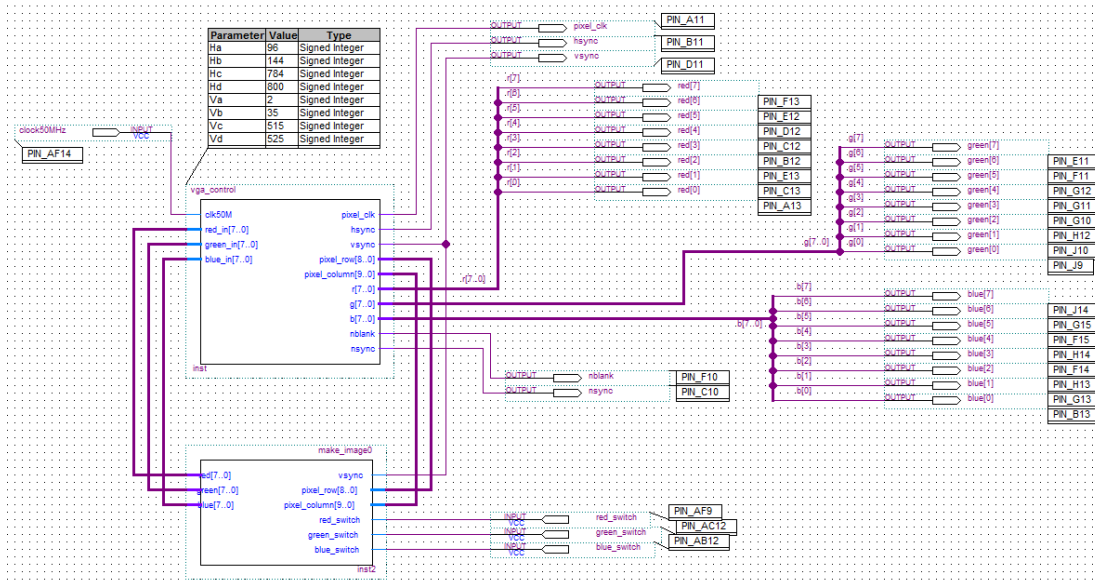 Parameter Value Type
Ha 96 Signed Integer
Hb 144 Signed Integer
Hc 784 Signed Integer
Hd 800 Signed Integer
Va 2 Signed Integer
Vb 35 Signed Integer
Vc 515 Signed Integer
Vd 525 Signed Integer
clock50MHz INPUT
VCC
PIN_AF14
OUTPUT pixel_clk PIN_A11
OUTPUT hsync PIN_B11
OUTPUT vsync PIN_D11
r[7] OUTPUT red[7] PIN_F13
r[6] OUTPUT red[6] PIN_E12
r[5] OUTPUT red[5] PIN_D12
r[4] OUTPUT red[4] PIN_C12
r[3] OUTPUT red[3] PIN_B12
r[2] OUTPUT red[2] PIN_E13
r[1] OUTPUT red[1] PIN_C13
r[0] OUTPUT red[0] PIN_A13
g[7] OUTPUT green[7] PIN_E11
g[6] OUTPUT green[6] PIN_F11
g[5] OUTPUT green[5] PIN_G12
g[4] OUTPUT green[4] PIN_G11
g[3] OUTPUT green[3] PIN_G10
g[2] OUTPUT green[2] PIN_H12
g[1] OUTPUT green[1] PIN_J10
g[7..0] g[0] OUTPUT green[0] PIN_J9
vga_control
clk50M pixel_clk
red_in[7..0] hsync
green_in[7..0] vsync
blue_in[7..0] pixel_row[8..0]
pixel_column[9..0]
r[7..0] r[7..0]
g[7..0]
b[7..0] b[7..0]
nblank
nsync
inst
b[7] OUTPUT blue[7] PIN_J14
b[6] OUTPUT blue[6] PIN_G15
b[5] OUTPUT blue[5] PIN_F15
b[4] OUTPUT blue[4] PIN_H14
b[3] OUTPUT blue[3] PIN_F14
b[2] OUTPUT blue[2] PIN_H13
b[1] OUTPUT blue[1] PIN_G13
b[0] OUTPUT blue[0] PIN_B13
OUTPUT nblank PIN_F10
OUTPUT nsync PIN_C10
make_image0
red[7..0] vsync
green[7..0] pixel_row[8..0]
blue[7..0] pixel_column[9..0]
red_switch
green_switch
blue_switch
inst2
INPUT
VCC red_switch PIN_AF9
INPUT
VCC green_switch PIN_AC12
INPUT
VCC blue_switch PIN_AB12